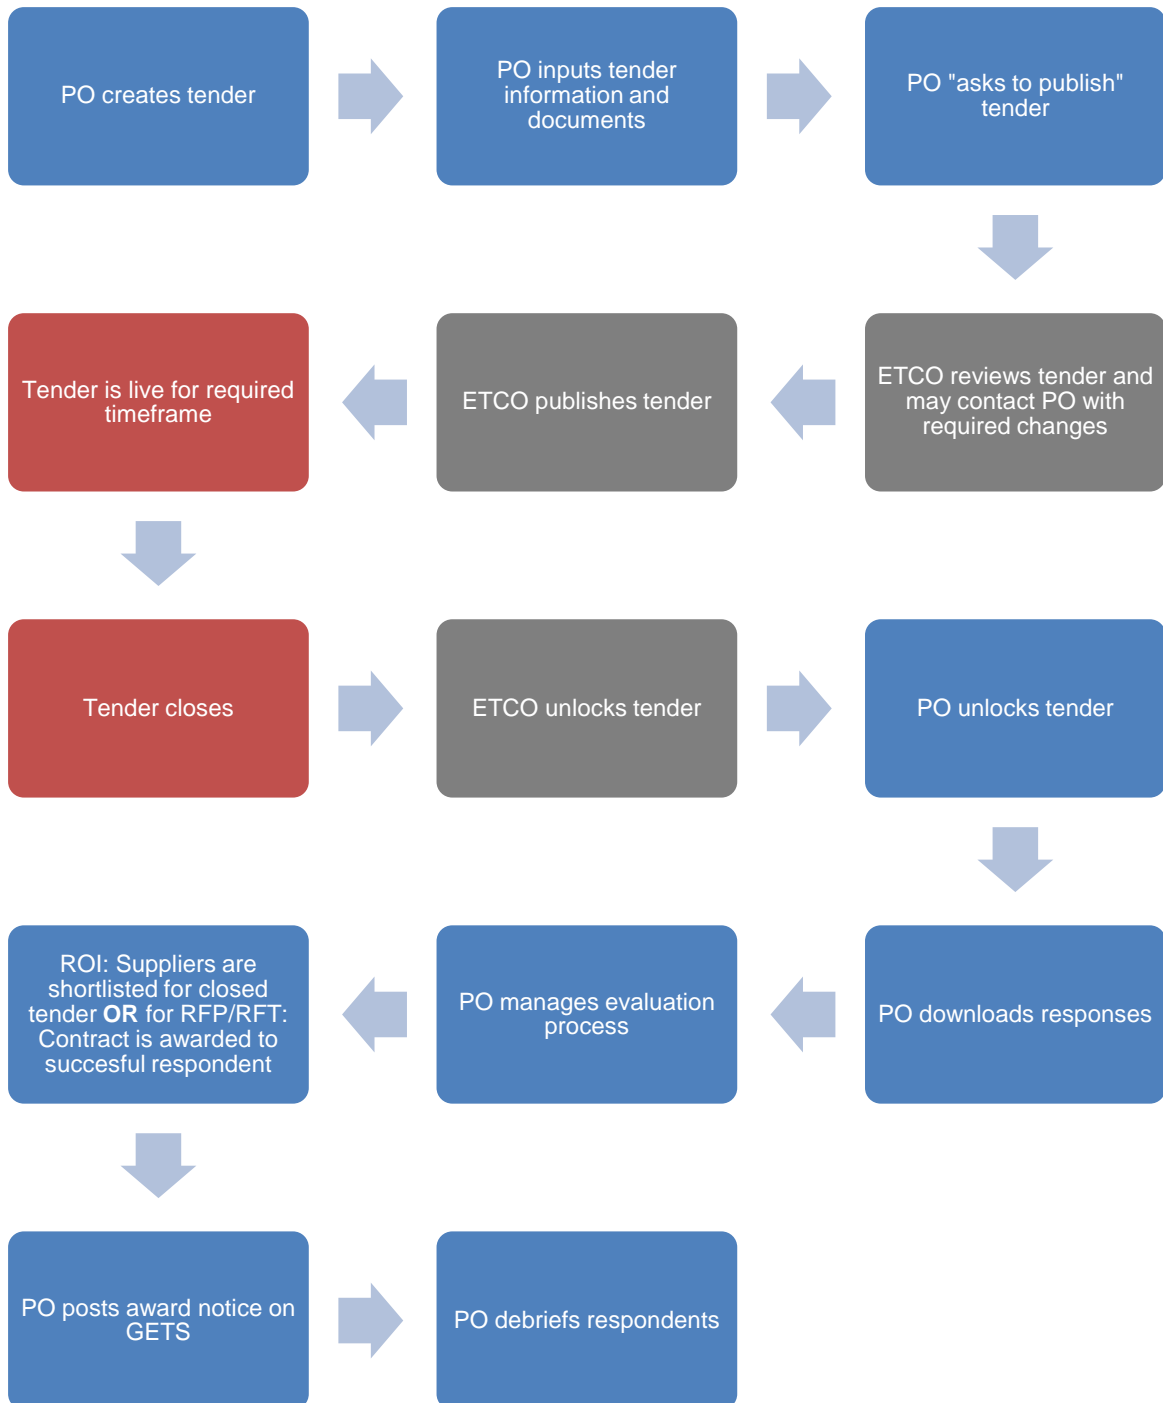 PO creates tender
PO inputs tender
information and
documents
PO "asks to publish"
tender
ETCO reviews tender and
may contact PO with
required changes
ETCO publishes tender
Tender is live for required
timeframe
Tender closes
ETCO unlocks tender
PO unlocks tender
PO downloads responses
PO manages evaluation
process
ROI: Suppliers are
shortlisted for closed
tender OR for RFP/RFT:
Contract is awarded to
succesful respondent
PO posts award notice on
GETS
PO debriefs respondents